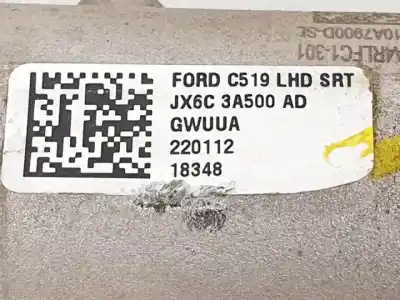 FORD C519 LHD SRT
JX6C 3A500 AD
GWUUA
220112
18348